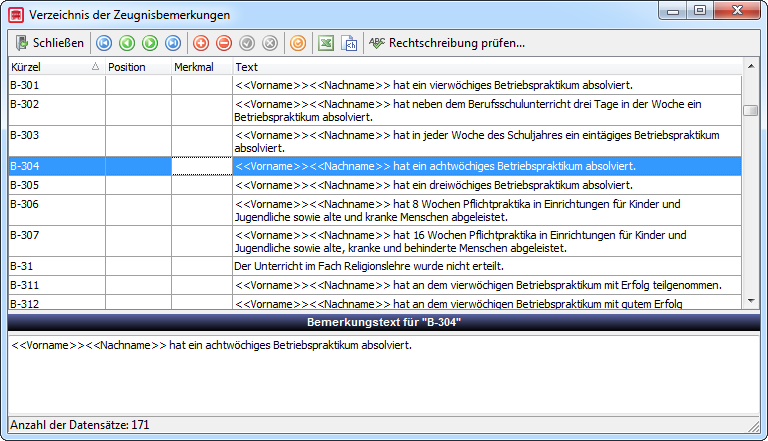 Verzeichnis der Zeugnisbemerkungen
Schließen
Rechtschreibung prüfen...
Kürzel Position Merkmal Text
B-301 <<Vorname>><<Nachname>> hat ein vierwöchiges Betriebspraktikum absolviert.
B-302 <<Vorname>><<Nachname>> hat neben dem Berufsschulunterricht drei Tage in der Woche ein
Betriebspraktikum absolviert.
B-303 <<Vorname>><<Nachname>> hat in jeder Woche des Schuljahres ein eintägiges Betriebspraktikum
absolviert.
B-304 <<Vorname>><<Nachname>> hat ein achtwöchiges Betriebspraktikum absolviert.
B-305 <<Vorname>><<Nachname>> hat ein dreiwöchiges Betriebspraktikum absolviert.
B-306 <<Vorname>><<Nachname>> hat 8 Wochen Pflichtpraktika in Einrichtungen für Kinder und
Jugendliche sowie alte und kranke Menschen abgeleistet.
B-307 <<Vorname>><<Nachname>> hat 16 Wochen Pflichtpraktika in Einrichtungen für Kinder und
Jugendliche sowie alte, kranke und behinderte Menschen abgeleistet.
B-31 Der Unterricht im Fach Religionslehre wurde nicht erteilt.
B-311 <<Vorname>><<Nachname>> hat an dem vierwöchigen Betriebspraktikum mit Erfolg teilgenommen.
B-312 <<Vorname>><<Nachname>> hat an dem vierwöchigen Betriebspraktikum mit gutem Erfolg
Bemerkungstext für "B-304"
<<Vorname>><<Nachname>> hat ein achtwöchiges Betriebspraktikum absolviert.
Anzahl der Datensätze: 171